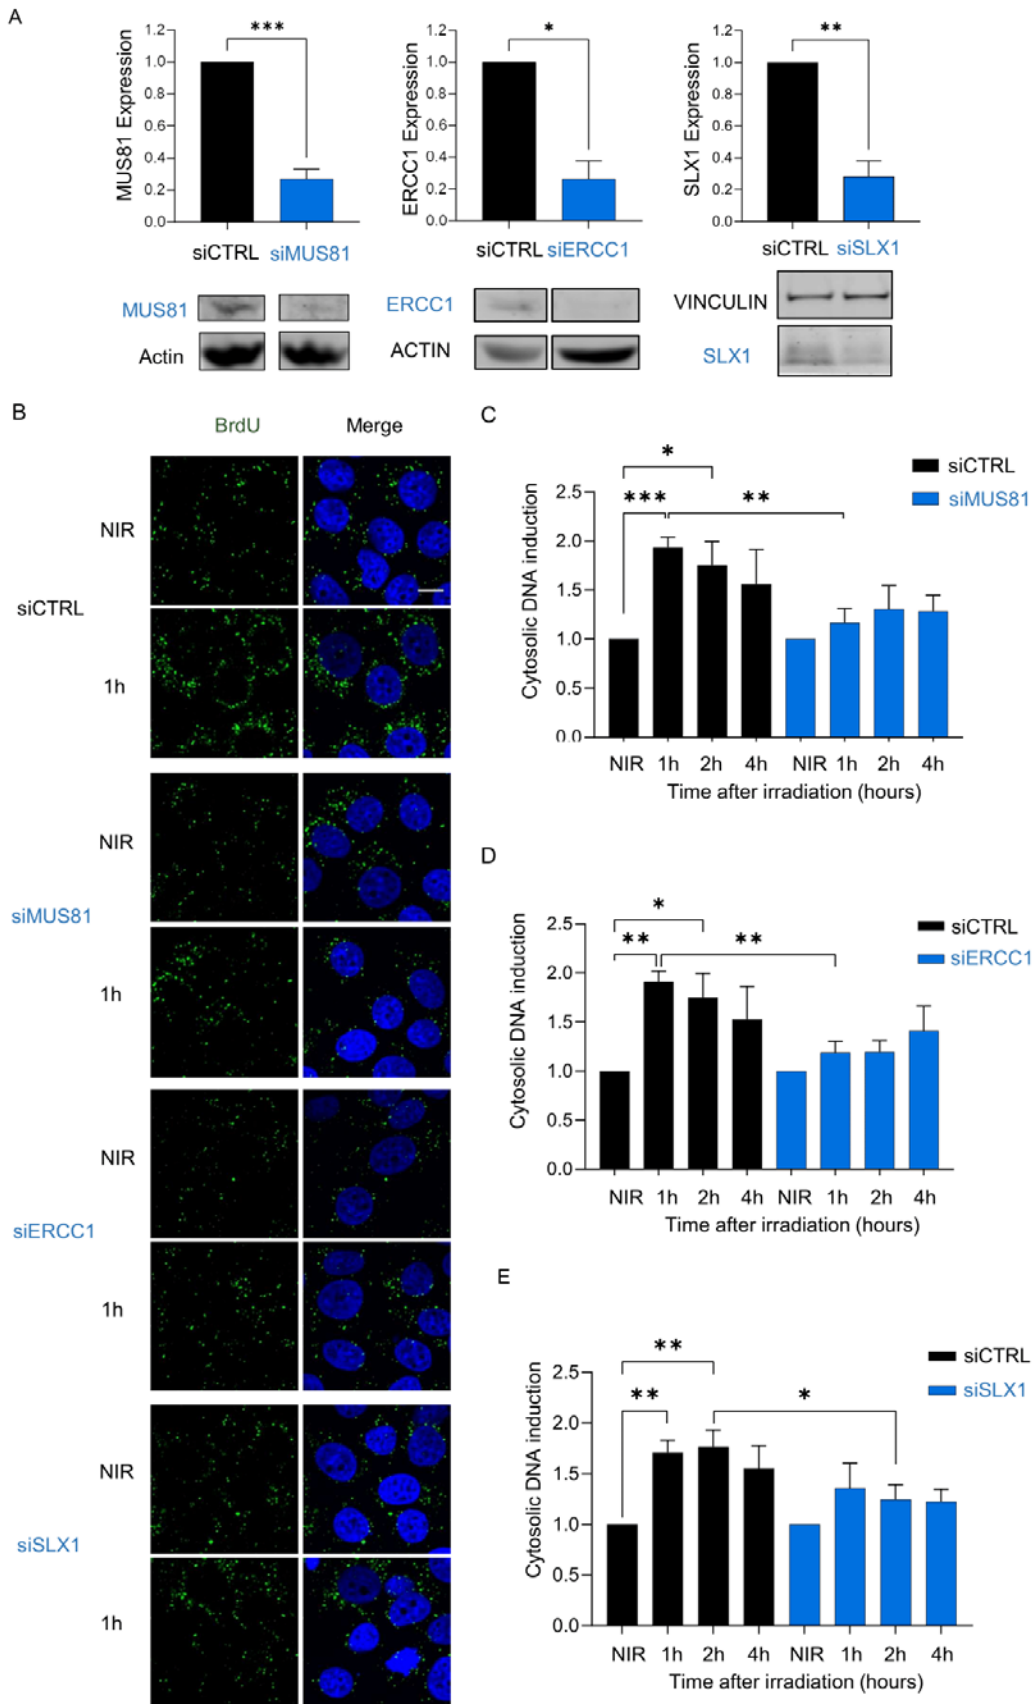 A
MUS81 Expression
1.2
1.0
0.8
0.6
0.4
0.2
0.0
***
siCTRL siMUS81
ERCC1 Expression
1.2
1.0
0.8
0.6
0.4
0.2
0.0
*
siCTRL siERCC1
SLX1 Expression
1.2
1.0
0.8
0.6
0.4
0.2
0.0
**
siCTRL siSLX1
MUS81
Actin
ERCC1
ACTIN
VINCULIN
SLX1
B
BrdU Merge
siCTRL
NIR
1h
siMUS81
NIR
1h
siERCC1
NIR
1h
siSLX1
NIR
1h
C
siCTRL
siMUS81
Cytosolic DNA induction
2.5
2.0
1.5
1.0
0.5
0.0
*
*** **
NIR 1h 2h 4h NIR 1h 2h 4h
Time after irradiation (hours)
D
siCTRL
siERCC1
Cytosolic DNA induction
2.5
2.0
1.5
1.0
0.5
0.0
*
** **
NIR 1h 2h 4h NIR 1h 2h 4h
Time after irradiation (hours)
E
siCTRL
siSLX1
Cytosolic DNA induction
2.5
2.0
1.5
1.0
0.5
0.0
**
** *
NIR 1h 2h 4h NIR 1h 2h 4h
Time after irradiation (hours)